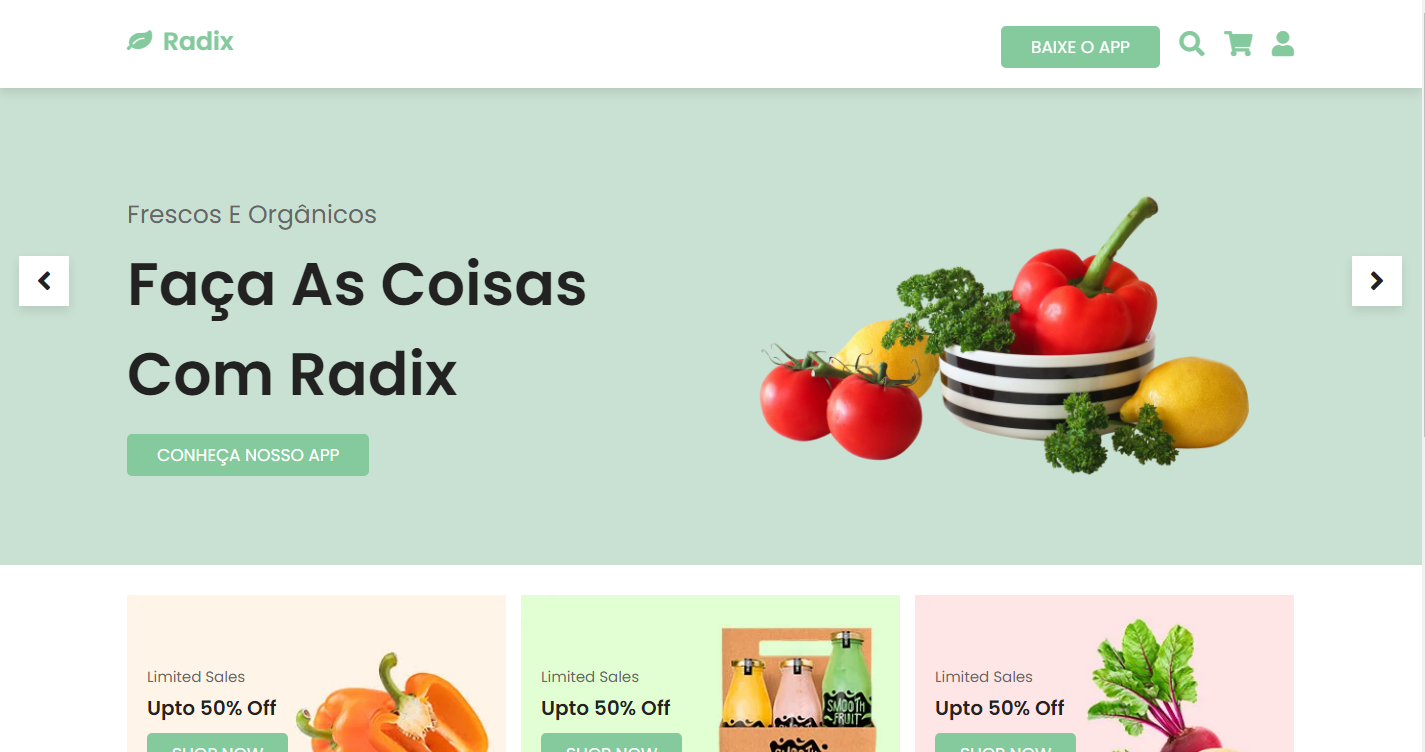 Radix
BAIXE O APP
Frescos E Orgânicos
Faça As Coisas
Com Radix
CONHEÇA NOSSO APP
Limited Sales
Upto 50% Off
SHOP NOW
Limited Sales
Upto 50% Off
SHOP NOW
SMOOTH
FRUIT
SMOOTH
Limited Sales
Upto 50% Off
SHOP NOW